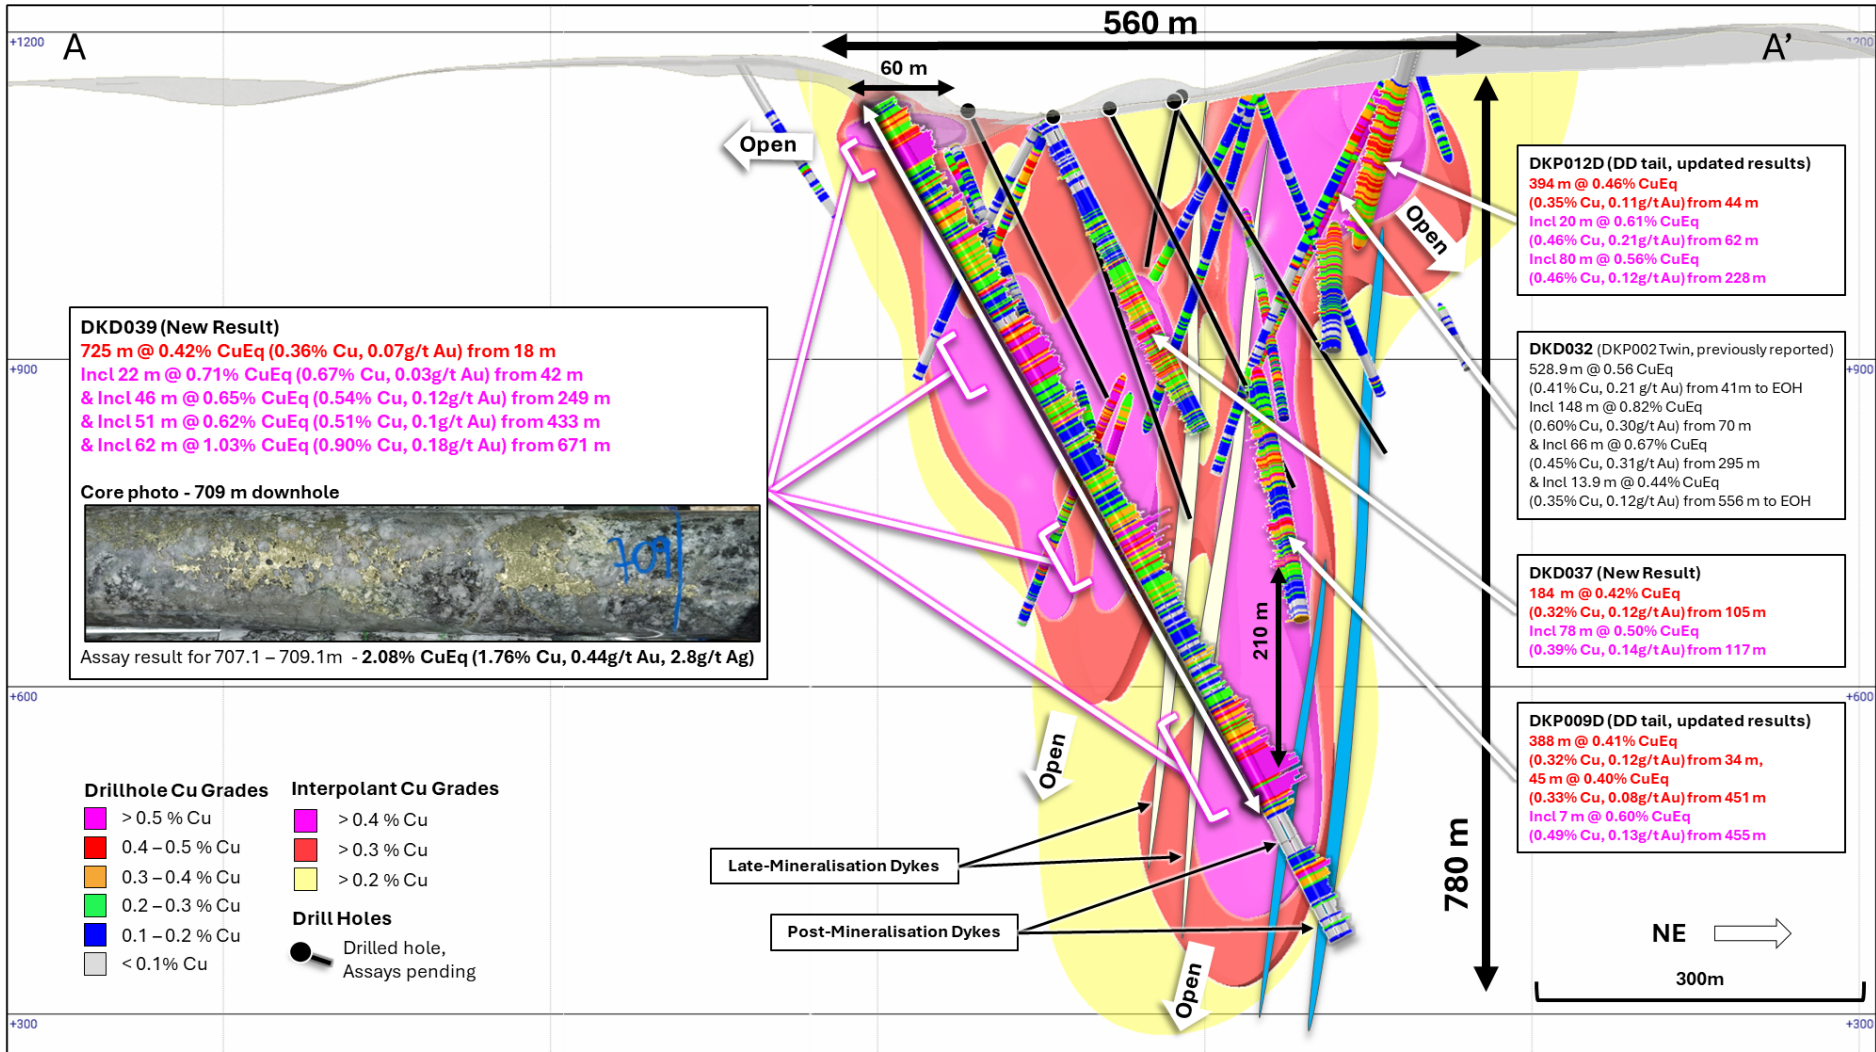 560 m
+1200
A
A’
1200
60 m
Open
Open
DKP012D (DD tail, updated results)
394 m @ 0.46% CuEq
(0.35% Cu, 0.11g/t Au) from 44 m
Incl 20 m @ 0.61% CuEq
(0.46% Cu, 0.21g/t Au) from 62 m
Incl 80 m @ 0.56% CuEq
(0.46% Cu, 0.12g/t Au) from 228 m
DKD039 (New Result)
725 m @ 0.42% CuEq (0.36% Cu, 0.07g/t Au) from 18 m
Incl 22 m @ 0.71% CuEq (0.67% Cu, 0.03g/t Au) from 42 m
& Incl 46 m @ 0.65% CuEq (0.54% Cu, 0.12g/t Au) from 249 m
& Incl 51 m @ 0.62% CuEq (0.51% Cu, 0.1g/t Au) from 433 m
& Incl 62 m @ 1.03% CuEq (0.90% Cu, 0.18g/t Au) from 671 m
Core photo - 709 m downhole
709
Assay result for 707.1 – 709.1m - 2.08% CuEq (1.76% Cu, 0.44g/t Au, 2.8g/t Ag)
+900
+900
DKD032 (DKP002 Twin, previously reported)
528.9 m @ 0.56 CuEq
(0.41% Cu, 0.21 g/t Au) from 41m to EOH
Incl 148 m @ 0.82% CuEq
(0.60% Cu, 0.30g/t Au) from 70 m
& Incl 66 m @ 0.67% CuEq
(0.45% Cu, 0.31g/t Au) from 295 m
& Incl 13.9 m @ 0.44% CuEq
(0.35% Cu, 0.12g/t Au) from 556 m to EOH
DKD037 (New Result)
184 m @ 0.42% CuEq
(0.32% Cu, 0.12g/t Au) from 105 m
Incl 78 m @ 0.50% CuEq
(0.39% Cu, 0.14g/t Au) from 117 m
210 m
+600
+600
DKP009D (DD tail, updated results)
388 m @ 0.41% CuEq
(0.32% Cu, 0.12g/t Au) from 34 m,
45 m @ 0.40% CuEq
(0.33% Cu, 0.08g/t Au) from 451 m
Incl 7 m @ 0.60% CuEq
(0.49% Cu, 0.13g/t Au) from 455 m
Open
Open
780 m
Drillhole Cu Grades
> 0.5 % Cu
0.4 – 0.5 % Cu
0.3 – 0.4 % Cu
0.2 – 0.3 % Cu
0.1 – 0.2 % Cu
< 0.1% Cu
Interpolant Cu Grades
> 0.4 % Cu
> 0.3 % Cu
> 0.2 % Cu
Drill Holes
Drilled hole,
Assays pending
Late-Mineralisation Dykes
Post-Mineralisation Dykes
NE
300m
+300
+300